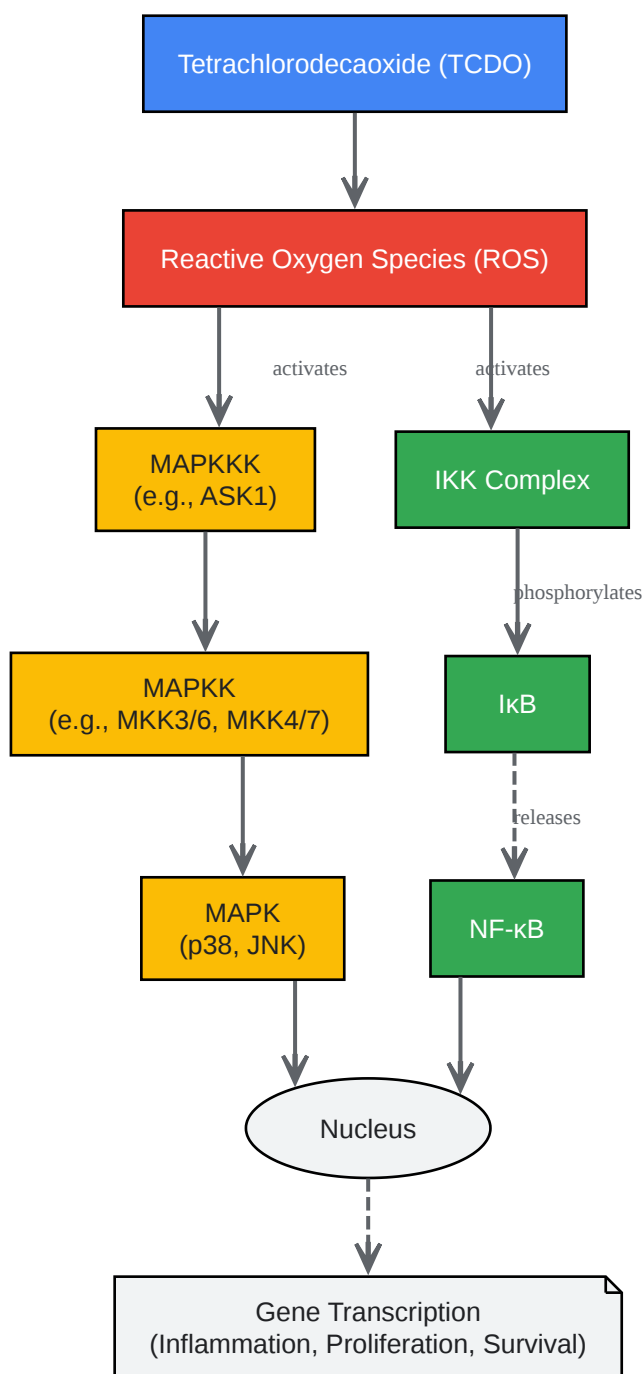 Tetrachlorodecaoxide (TCDO)
Reactive Oxygen Species (ROS)
activates
activates
MAPKKK
(e.g., ASK1)
IKK Complex
phosphorylates
MAPKK
(e.g., MKK3/6, MKK4/7)
IκB
releases
MAPK
(p38, JNK)
NF-κB
Nucleus
Gene Transcription
(Inflammation, Proliferation, Survival)